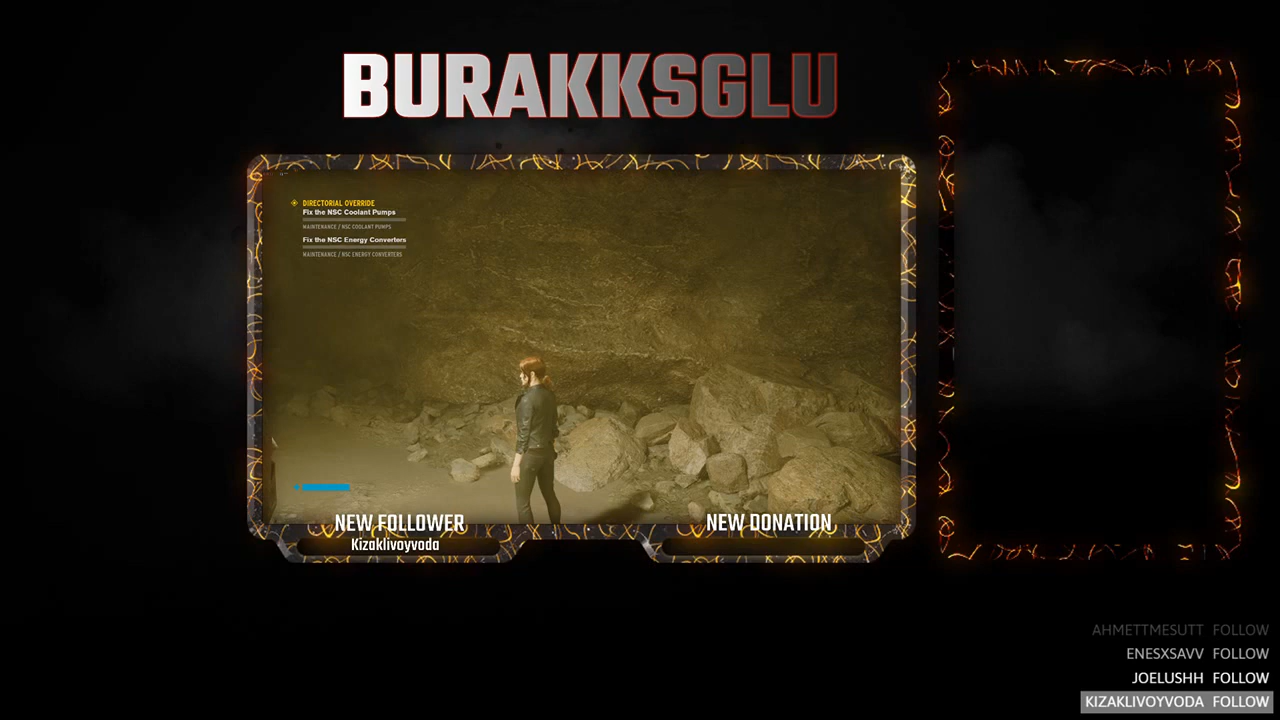 BURAKKSGLU
DIRECTORIAL OVERRIDE
Fix the NSC Coolant Pumps
MAINTENANCE / NSC COOLANT PUMPS
Fix the NSC Energy Converters
MAINTENANCE / NSC ENERGY CONVERTERS
NEW FOLLOWER
Kizaklivoyvoda
NEW DONATION
AHMETTMESUTT FOLLOW
ENESXSAVV FOLLOW
JOELUSHH FOLLOW
KIZAKLIVOYVODA FOLLOW